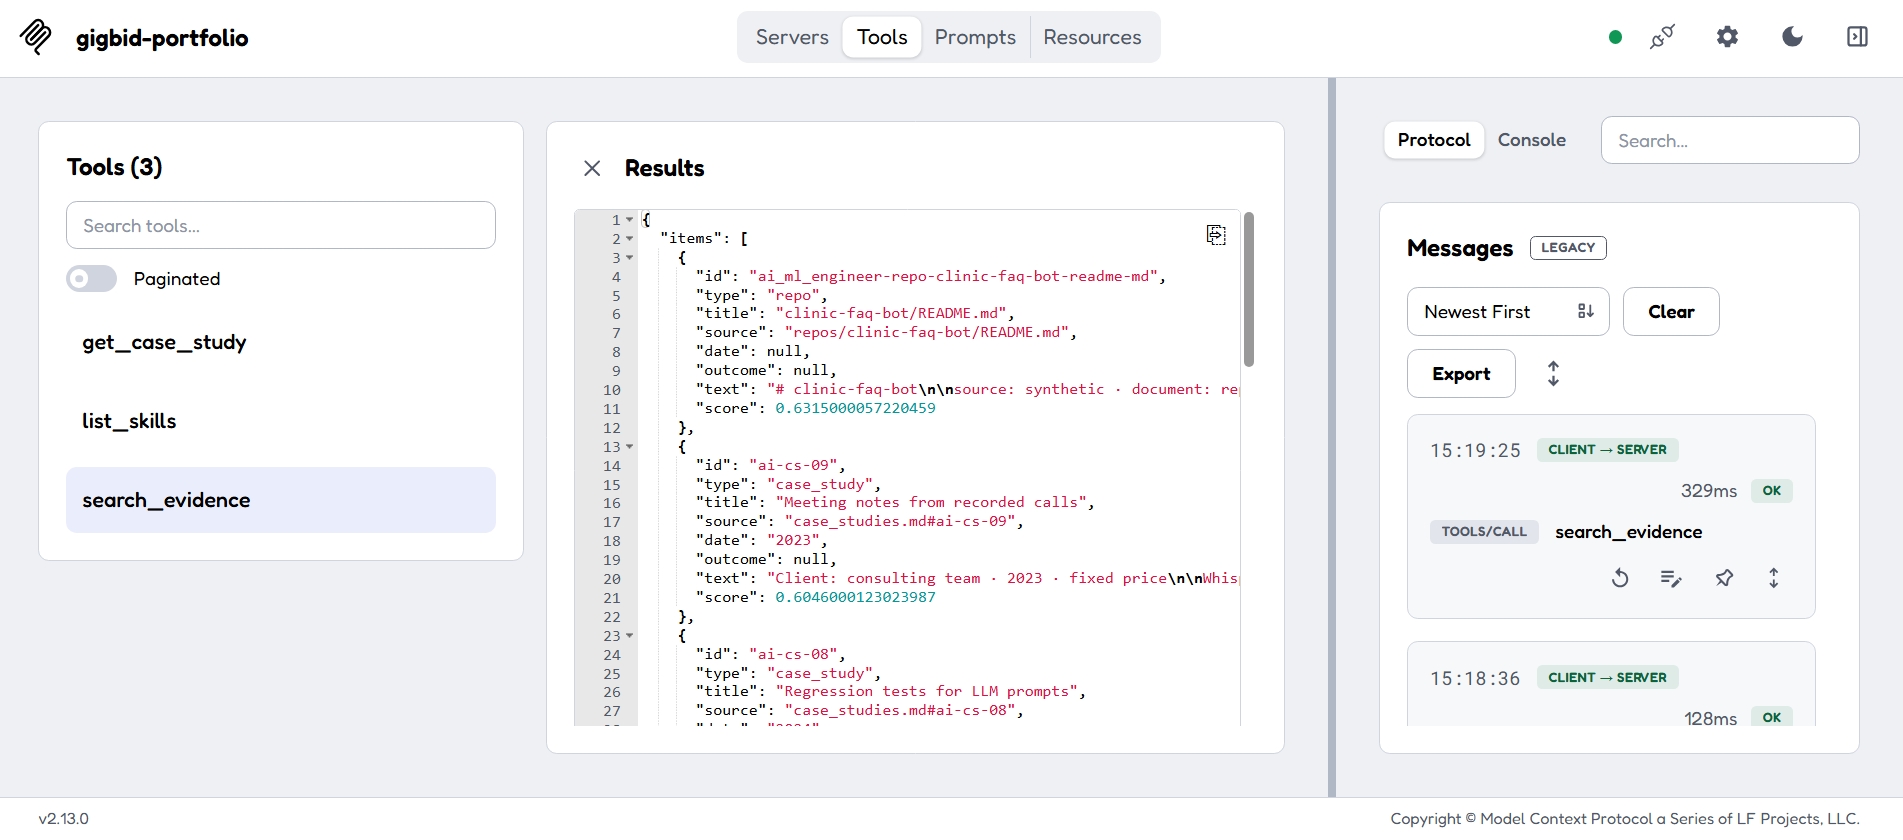 gigbid-portfolio
Servers Tools Prompts Resources
Tools (3)
Search tools...
Paginated
get_case_study
list_skills
search_evidence
Results
1 {
2 "items": [
3 {
4 "id": "ai_ml_engineer-repo-clinic-faq-bot-readme-md",
5 "type": "repo",
6 "title": "clinic-faq-bot/README.md",
7 "source": "repos/clinic-faq-bot/README.md",
8 "date": null,
9 "outcome": null,
10 "text": "# clinic-faq-bot\n\nsource: synthetic · document: re
11 "score": 0.6315000057220459
12 },
13 {
14 "id": "ai-cs-09",
15 "type": "case_study",
16 "title": "Meeting notes from recorded calls",
17 "source": "case_studies.md#ai-cs-09",
18 "date": "2023",
19 "outcome": null,
20 "text": "Client: consulting team · 2023 · fixed price\n\nWhis
21 "score": 0.6046000123023987
22 },
23 {
24 "id": "ai-cs-08",
25 "type": "case_study",
26 "title": "Regression tests for LLM prompts",
27 "source": "case_studies.md#ai-cs-08",
Protocol Console Search...
Messages LEGACY
Newest First Clear
Export
15:19:25 CLIENT → SERVER
329ms OK
TOOLS/CALL search_evidence
15:18:36 CLIENT → SERVER
128ms OK
v2.13.0
Copyright © Model Context Protocol a Series of LF Projects, LLC.